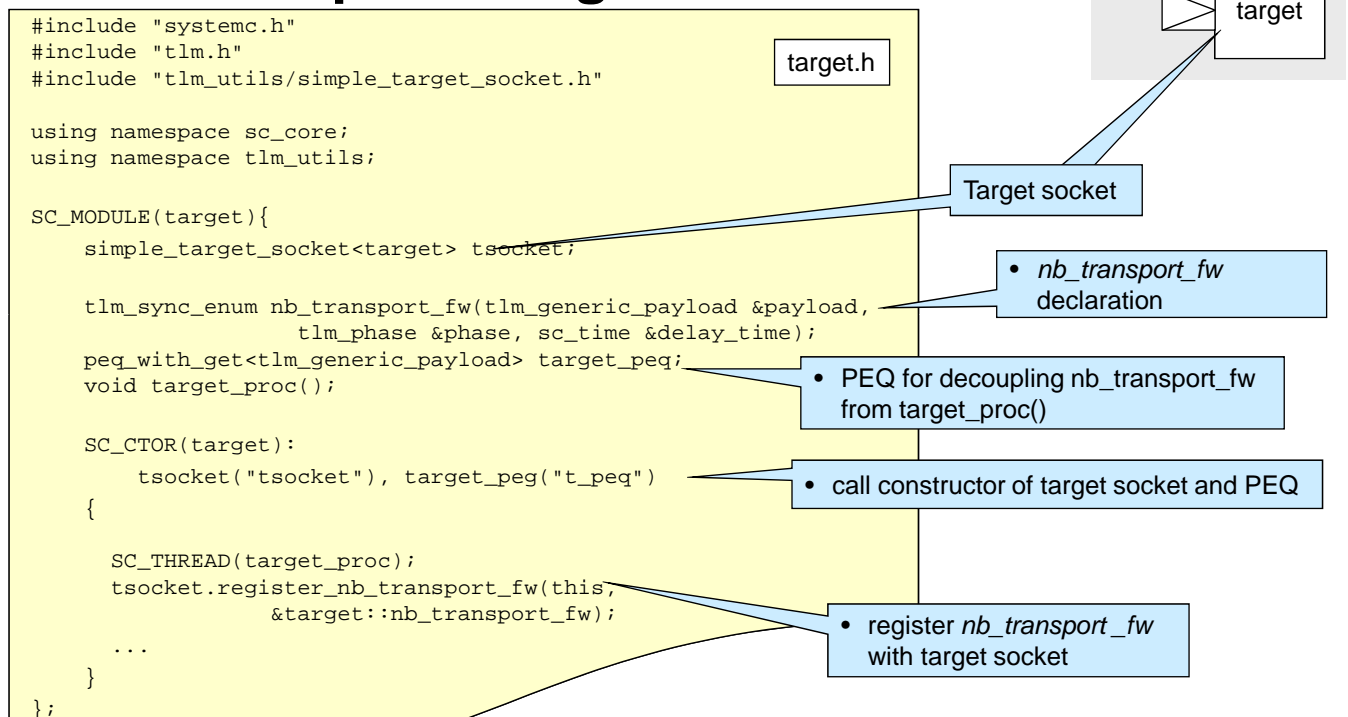 target
#include "systemc.h"
#include "tlm.h"
#include "tlm_utils/simple_target_socket.h"
target.h
using namespace sc_core;
using namespace tlm_utils;
Target socket
SC_MODULE(target){
simple_target_socket<target> tsocket;
• nb_transport_fw
declaration
tlm_sync_enum nb_transport_fw(tlm_generic_payload &payload,
tlm_phase &phase, sc_time &delay_time);
peq_with_get<tlm_generic_payload> target_peq;
void target_proc();
• PEQ for decoupling nb_transport_fw
from target_proc()
SC_CTOR(target):
tsocket("tsocket"), target_peg("t_peq")
• call constructor of target socket and PEQ
{
SC_THREAD(target_proc);
tsocket.register_nb_transport_fw(this,
&target::nb_transport_fw);
• register nb_transport _fw
with target socket
...
}
};